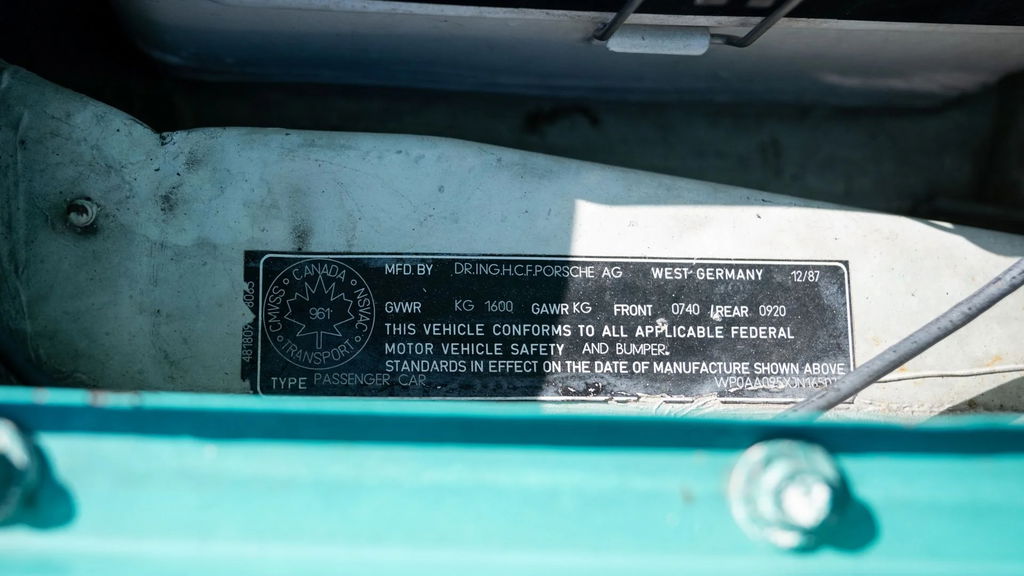 CANADA
CMVSS NSVAC
961
TRANSPORT
MFD. BY DR.ING.H.C.F.PORSCHE AG WEST GERMANY 12/87
GVWR KG 1600 GAWR KG FRONT 0740 REAR 0920
THIS VEHICLE CONFORMS TO ALL APPLICABLE FEDERAL
MOTOR VEHICLE SAFETY AND BUMPER.
STANDARDS IN EFFECT ON THE DATE OF MANUFACTURE SHOWN ABOVE
TYPE PASSENGER CAR